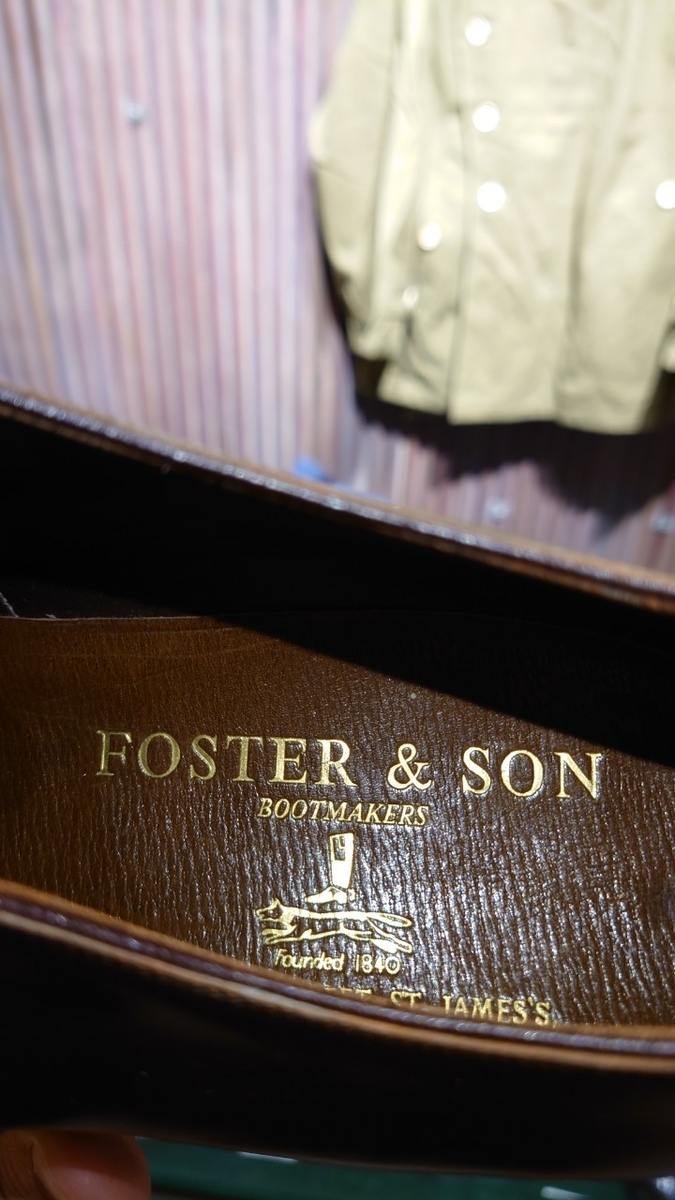 FOSTER & SON
BOOTMAKERS
Founded 1840
ST. JAMES'S,